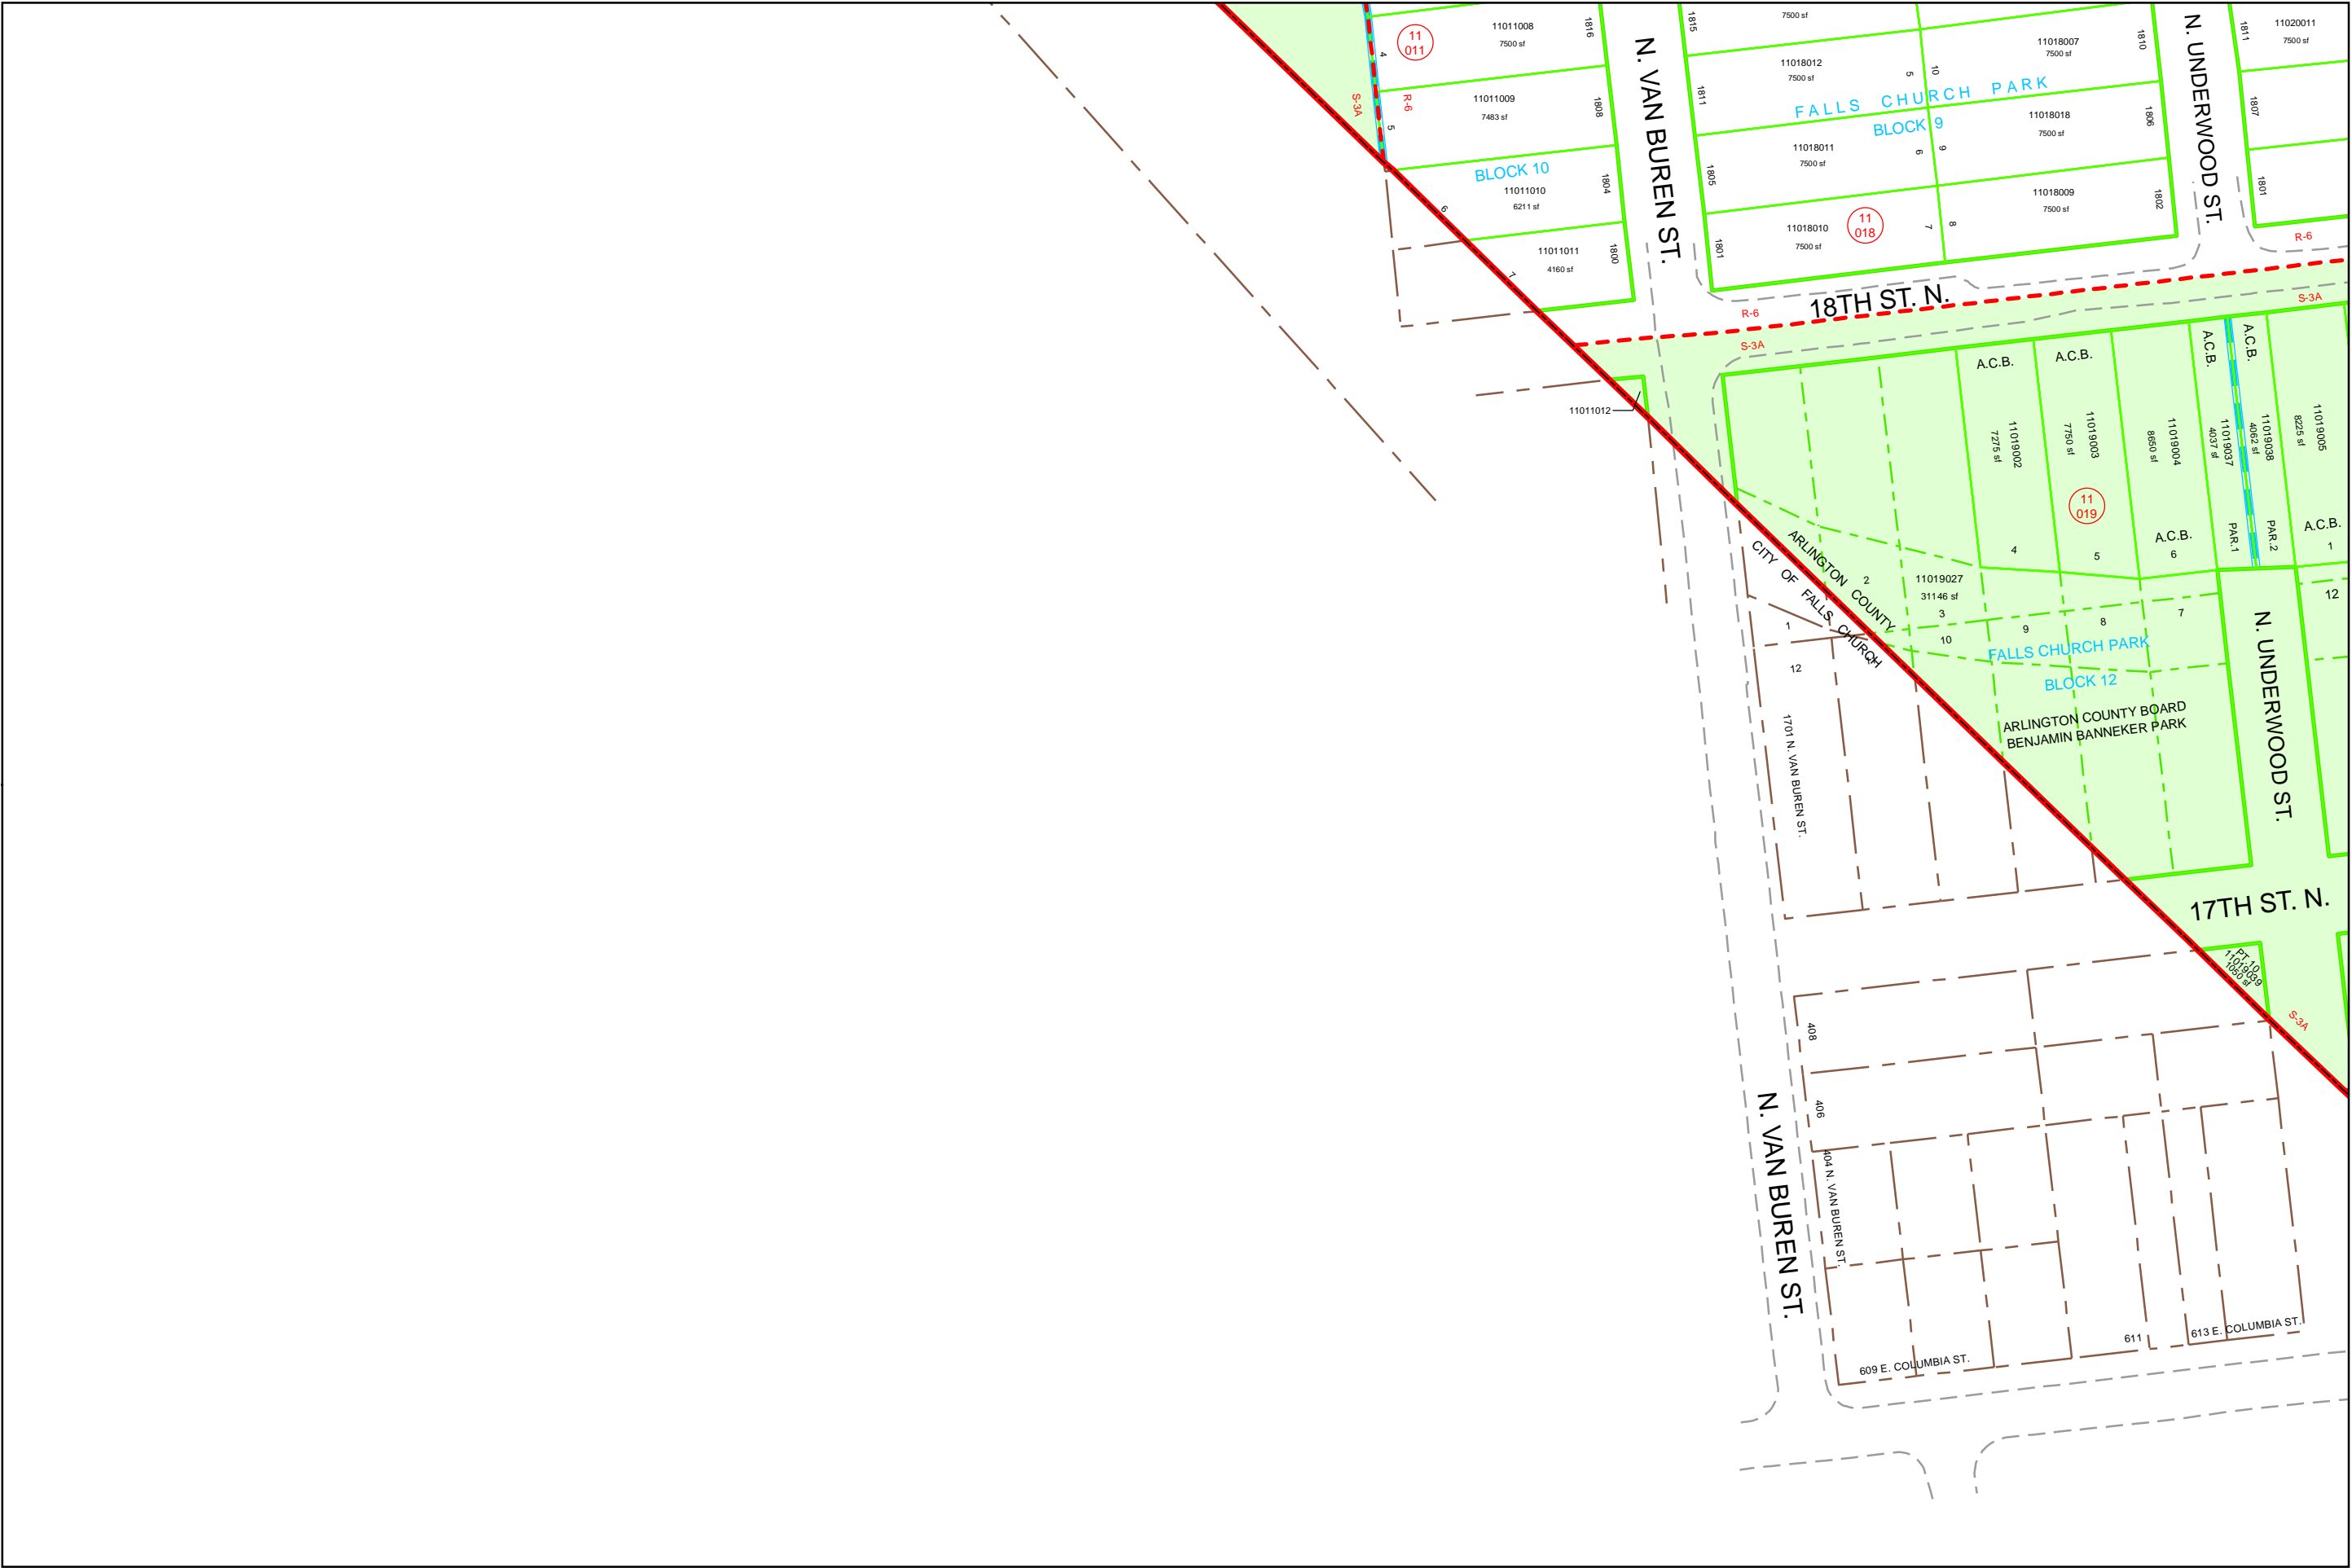 11
011
11011008
7500 sf
1816
4
S-3A
R-6
11011009
7483 sf
1808
5
BLOCK 10
11011010
6211 sf
1804
6
11011011
4160 sf
1800
7
N. VAN BUREN ST.
1815
7500 sf
11018012
7500 sf
1811
5
10
11018007
7500 sf
1810
FALLS CHURCH PARK
BLOCK 9
11018018
7500 sf
1806
11018011
7500 sf
1805
6
9
11018009
7500 sf
1802
11018010
7500 sf
1801
11
018
7
8
N. UNDERWOOD ST.
1811
11020011
7500 sf
1807
1801
R-6
18TH ST. N.
R-6
S-3A
S-3A
11011012
A.C.B.
A.C.B.
A.C.B.
A.C.B.
11019002
7275 sf
11019003
7750 sf
11019004
8650 sf
11019037
4037 sf
11019038
4062 sf
11019005
8225 sf
11
019
4
5
A.C.B.
6
PAR.1
PAR.2
A.C.B.
1
ARLINGTON COUNTY
CITY OF FALLS CHURCH
2
11019027
31146 sf
3
10
9
8
7
12
1
12
FALLS CHURCH PARK
BLOCK 12
ARLINGTON COUNTY BOARD
BENJAMIN BANNEKER PARK
N. UNDERWOOD ST.
1701 N. VAN BUREN ST.
17TH ST. N.
PT. 10
11019039
1050 sf
S-3A
408
406
404 N. VAN BUREN ST.
N. VAN BUREN ST.
609 E. COLUMBIA ST.
611
613 E. COLUMBIA ST.